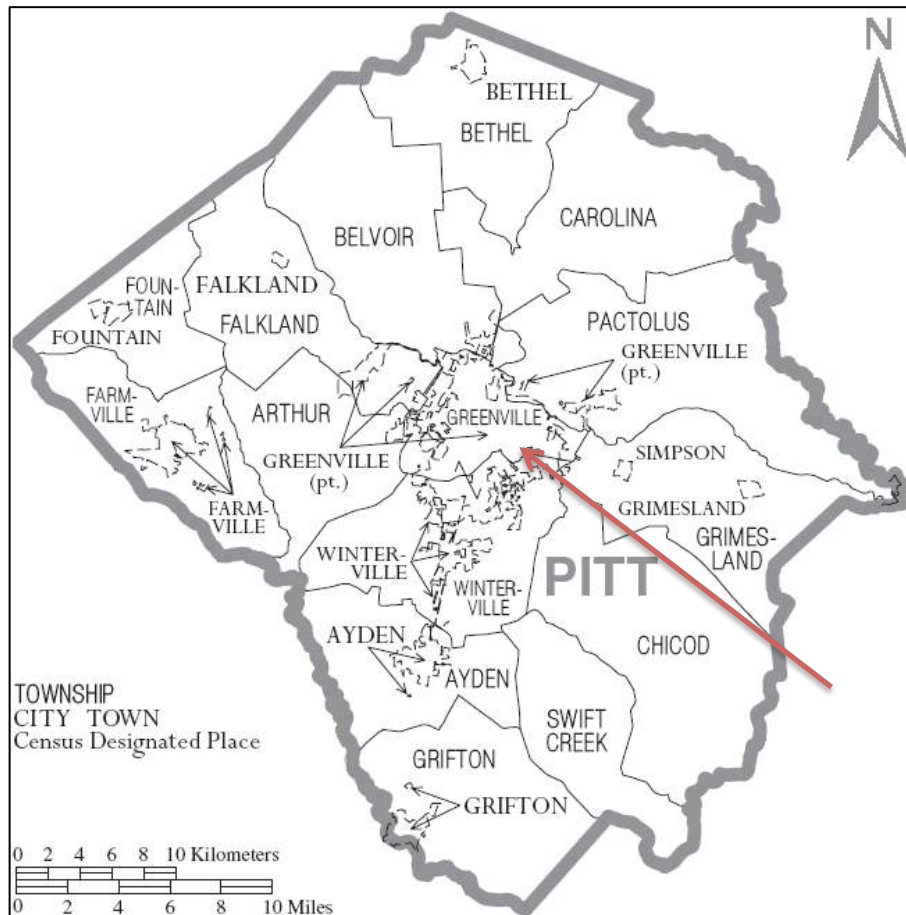 N
BETHEL
BETHEL
CAROLINA
BELVOIR
FOUN-
TAIN
FALKLAND
PACTOLUS
FOUNTAIN
FALKLAND
GREENVILLE
(pt.)
FARM-
VILLE
ARTHUR
GREENVILLE
SIMPSON
GREENVILLE
(pt.)
GRIMESLAND
FARM-
VILLE
GRIMES-
LAND
WINTER-
VILLE
PITT
WINTER-
VILLE
AYDEN
CHICOD
AYDEN
TOWNSHIP
CITY TOWN
Census Designated Place
SWIFT
CREEK
GRIFTON
GRIFTON
0 2 4 6 8 10 Kilometers
0 2 4 6 8 10 Miles